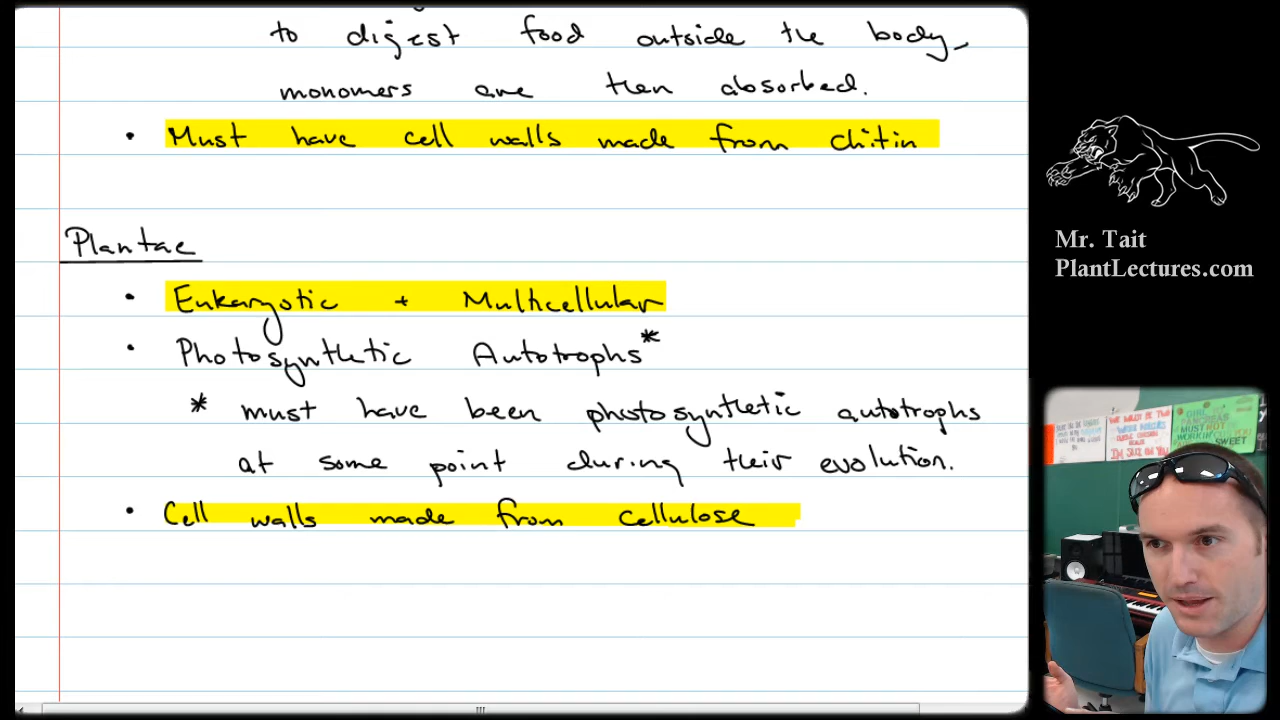 to digest food outside the body,
monomers are then absorbed.
• Must have cell walls made from chitin
Plantae
• Eukaryotic + Multicellular
• Photosynthetic Autotrophs*
* must have been photosynthetic autotrophs
at some point during their evolution.
• Cell walls made from cellulose
Mr. Tait
PlantLectures.com
SWEET